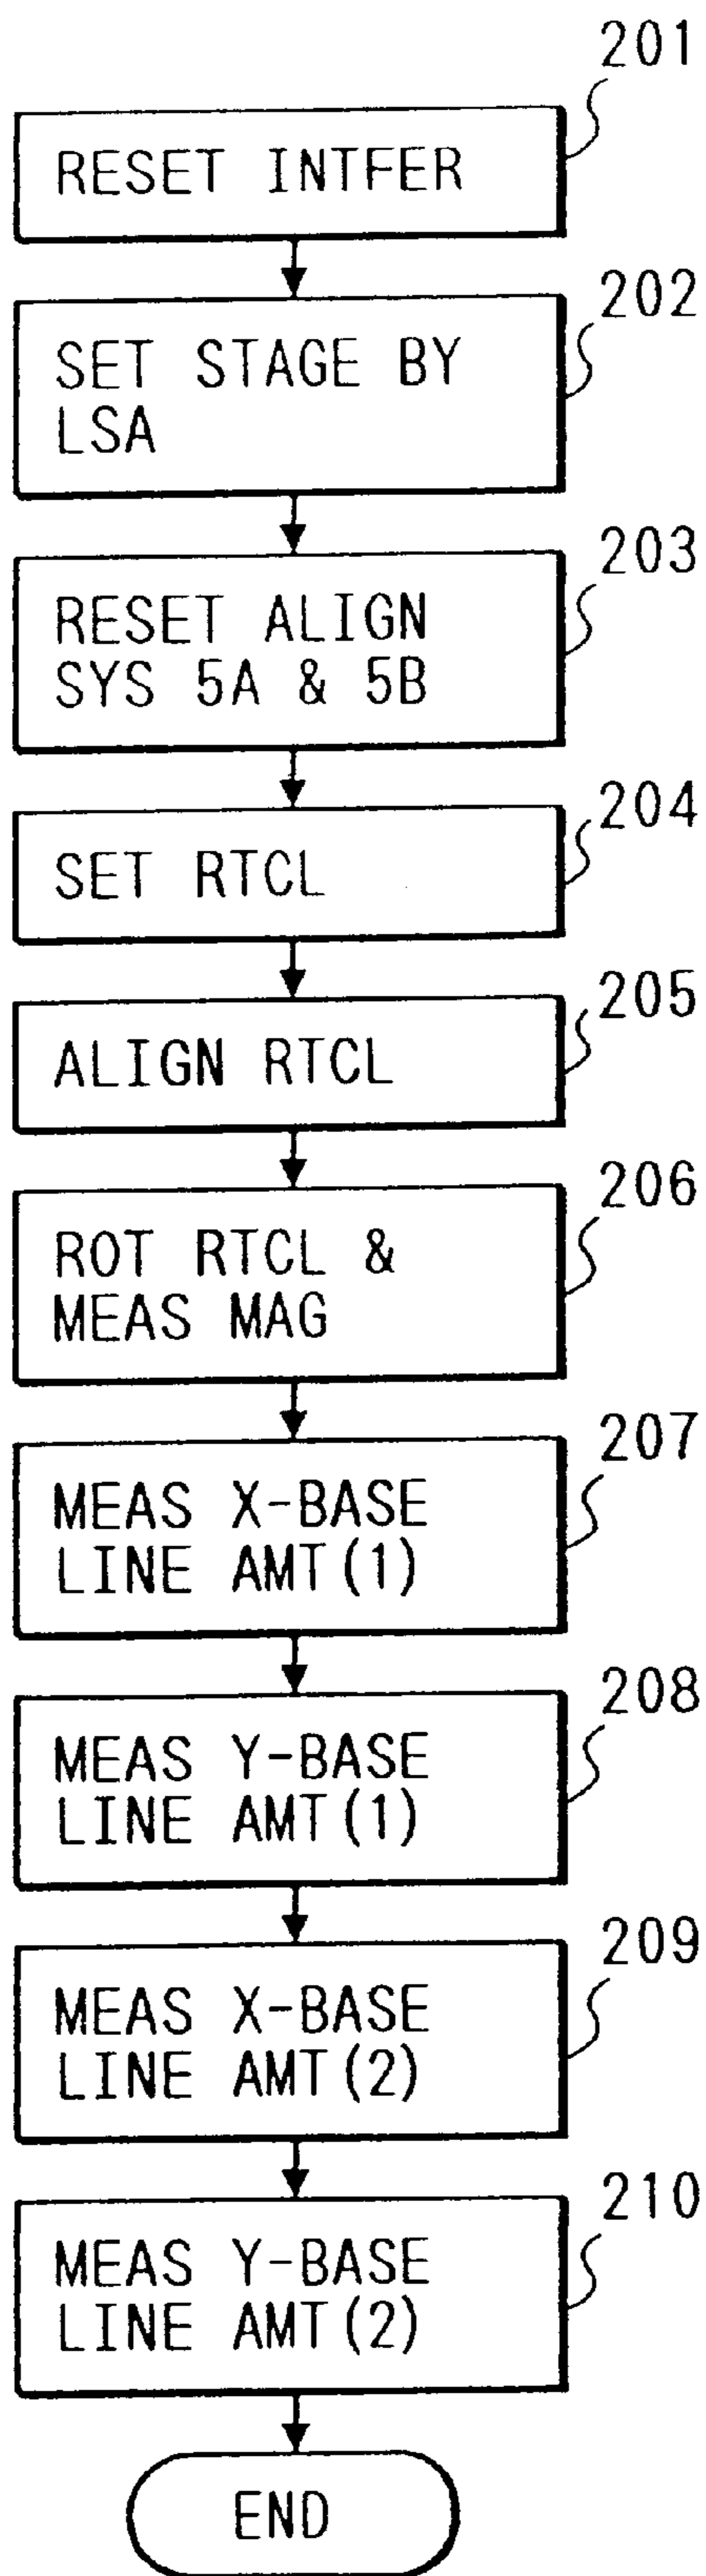 201
RESET INTFER
202
SET STAGE BY
LSA
203
RESET ALIGN
SYS 5A & 5B
204
SET RTCL
205
ALIGN RTCL
206
ROT RTCL &
MEAS MAG
207
MEAS X-BASE
LINE AMT(1)
208
MEAS Y-BASE
LINE AMT(1)
209
MEAS X-BASE
LINE AMT(2)
210
MEAS Y-BASE
LINE AMT(2)
END